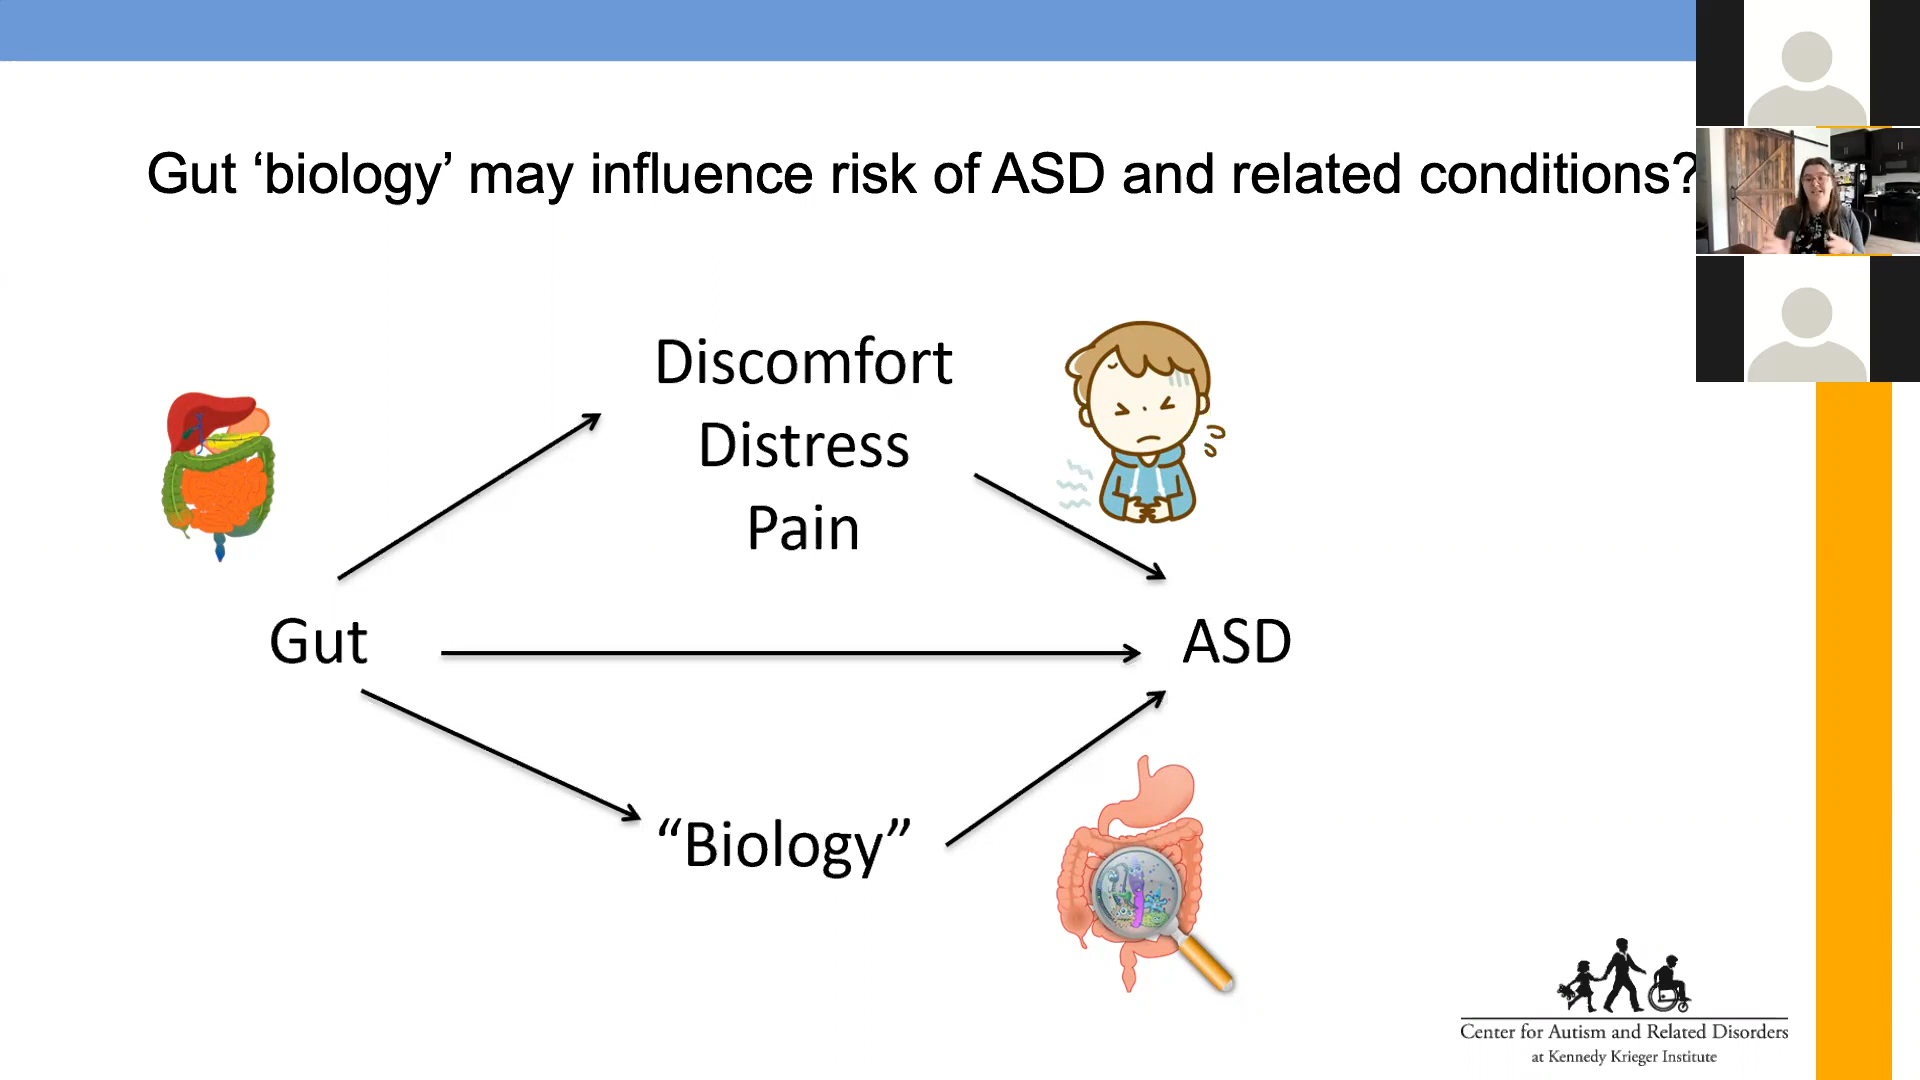 Gut ‘biology’ may influence risk of ASD and related conditions?
Discomfort
Distress
Pain
Gut
ASD
“Biology”
Center for Autism and Related Disorders
at Kennedy Krieger Institute